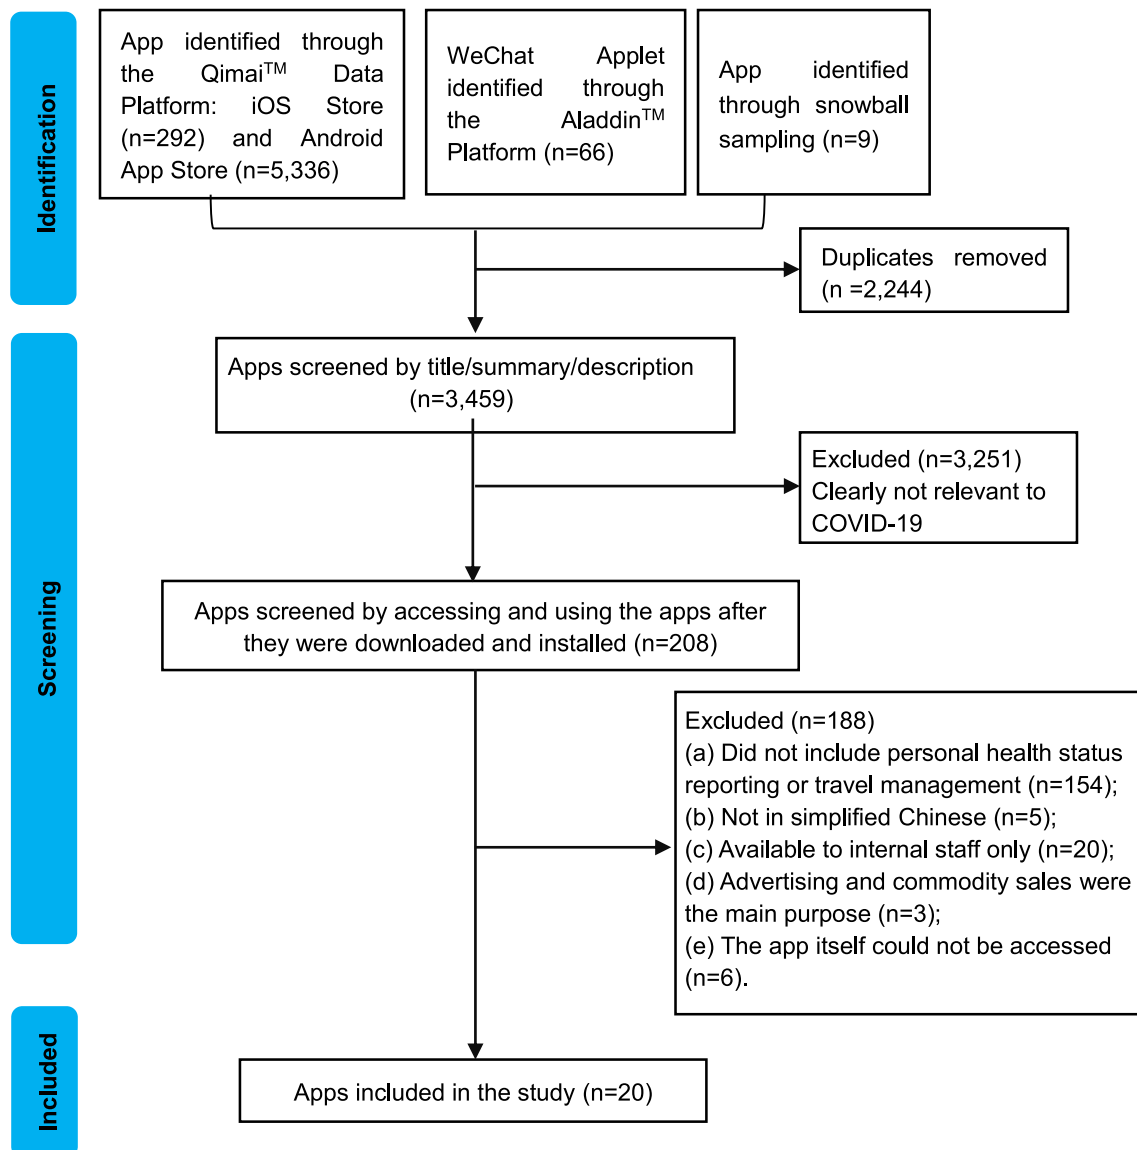 Identification
App identified through
the Qimai™ Data
Platform: iOS Store
(n=292) and Android
App Store (n=5,336)
WeChat Applet
identified through
the Aladdin™
Platform (n=66)
App identified
through snowball
sampling (n=9)
Duplicates removed
(n =2,244)
Screening
Apps screened by title/summary/description
(n=3,459)
Excluded (n=3,251)
Clearly not relevant to
COVID-19
Apps screened by accessing and using the apps after
they were downloaded and installed (n=208)
Excluded (n=188)
(a) Did not include personal health status
reporting or travel management (n=154);
(b) Not in simplified Chinese (n=5);
(c) Available to internal staff only (n=20);
(d) Advertising and commodity sales were
the main purpose (n=3);
(e) The app itself could not be accessed
(n=6).
Included
Apps included in the study (n=20)